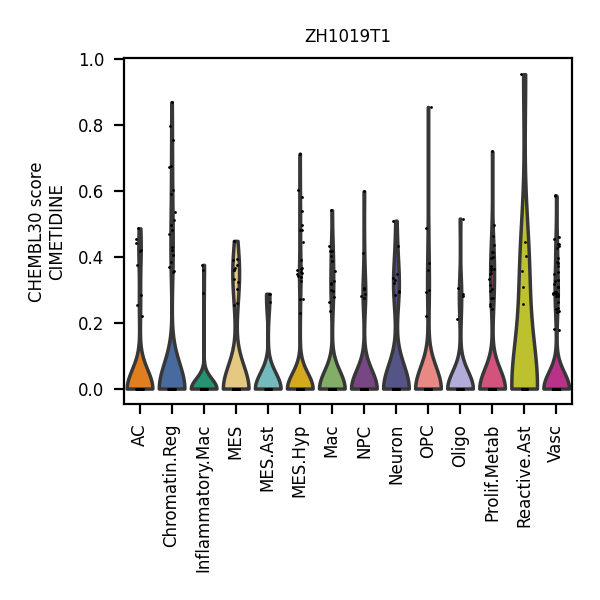 ZH1019T1
CHEMBL30 score
CIMETIDINE
1.0
0.8
0.6
0.4
0.2
0.0
AC
Chromatin.Reg
Inflammatory.Mac
MES
MES.Ast
MES.Hyp
Mac
NPC
Neuron
OPC
Oligo
Prolif.Metab
Reactive.Ast
Vasc